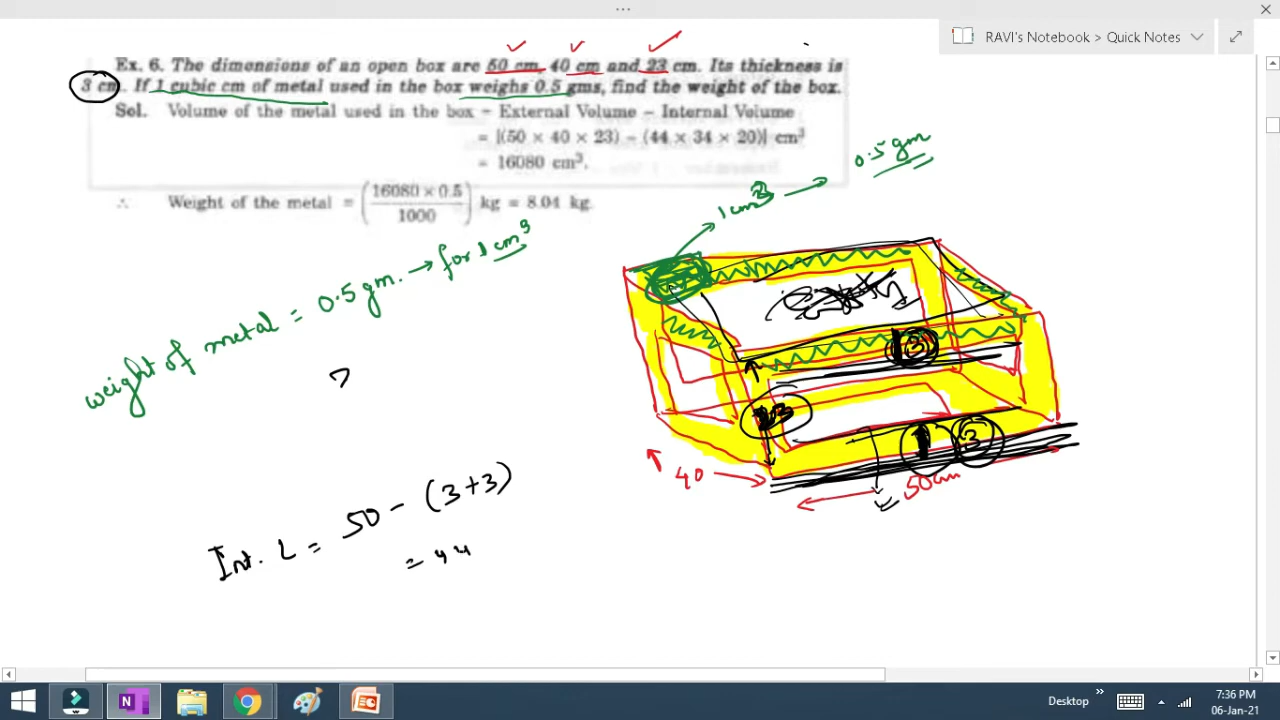 RAVI's Notebook > Quick Notes
Ex. 6. The dimensions of an open box are 50 cm, 40 cm and 23 cm. Its thickness is
3 cm. If 1 cubic cm of metal used in the box weighs 0.5 gms, find the weight of the box.
Sol. Volume of the metal used in the box - External Volume - Internal Volume
= |(50 × 40 × 23) - (44 × 34 × 20)| cm³
= 16080 cm³.
∴ Weight of the metal = (16080 × 0.5 / 1000) kg = 8.04 kg.
1 cm³ → 0.5 gm
weight of metal = 0.5 gm. → for 1 cm³
3
3
40
50cm
Int. L = 50 - (3+3)
= 44
Desktop
7:36 PM
06-Jan-21